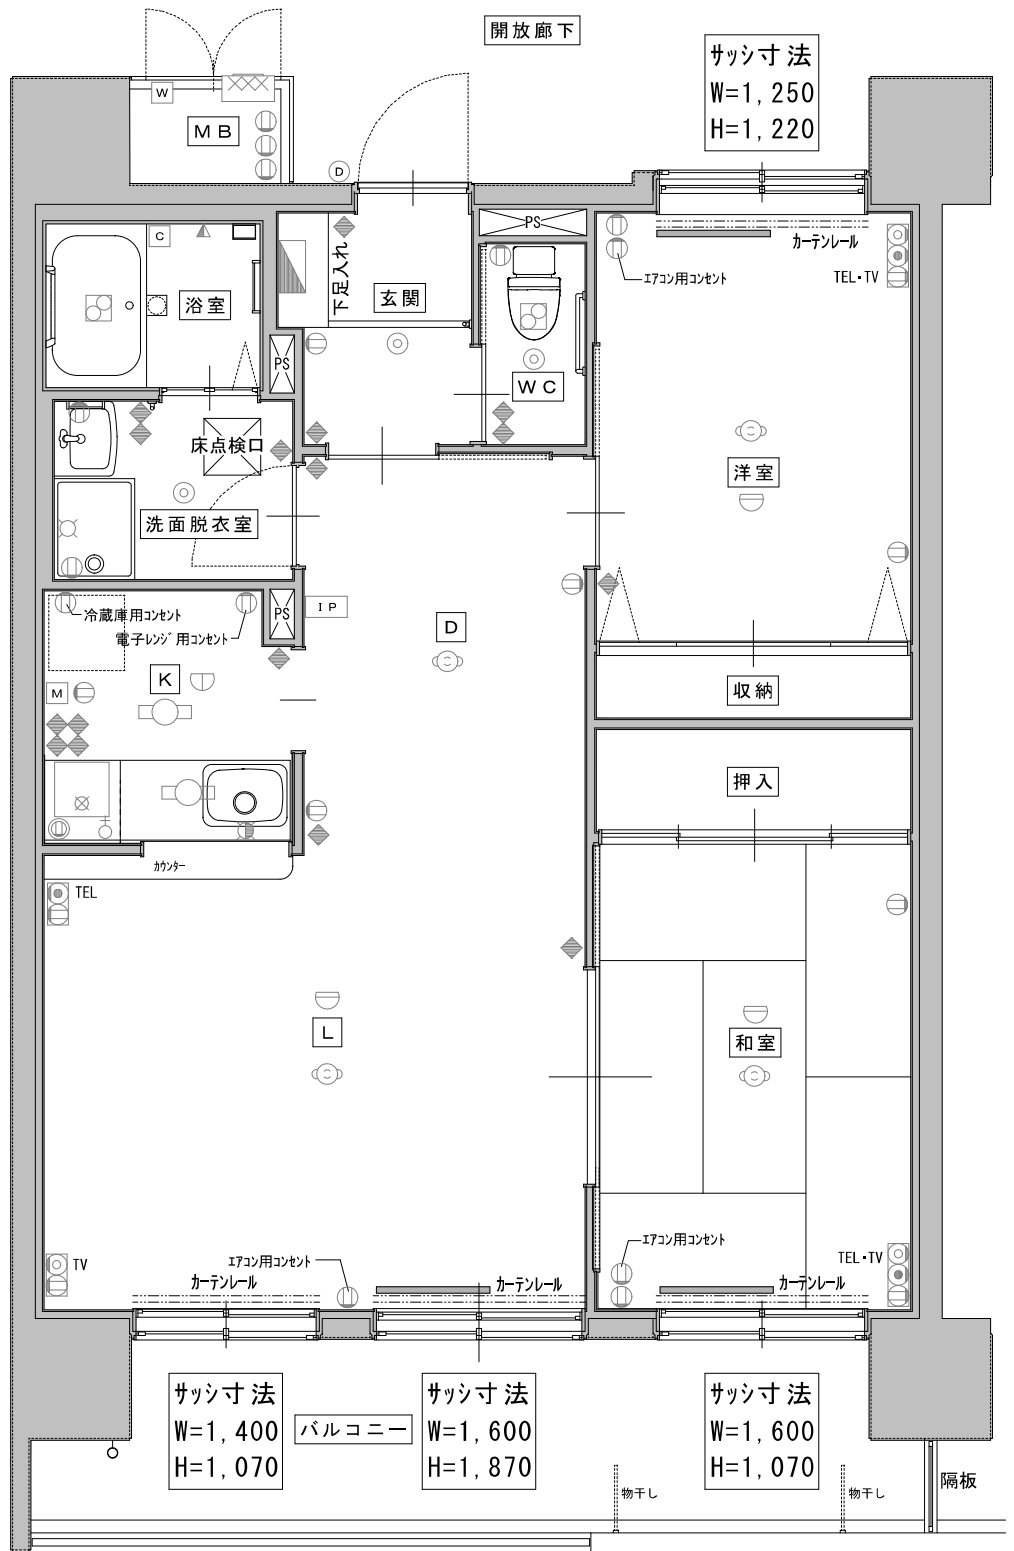 開放廊下
サッシ寸法
W=1,250
H=1,220
W
MB
D
PS
カーテンレール
エアコン用コンセント
TEL・TV
C
浴室
下足入れ
玄関
PS
WC
床点検口
洗面脱衣室
洋室
冷蔵庫用コンセント
電子レンジ用コンセント
PS
IP
D
K
M
収納
押入
カウンター
TEL
L
和室
TV
エアコン用コンセント
カーテンレール
カーテンレール
エアコン用コンセント
TEL・TV
カーテンレール
サッシ寸法
W=1,400
H=1,070
バルコニー
サッシ寸法
W=1,600
H=1,870
サッシ寸法
W=1,600
H=1,070
物干し
物干し
隔板